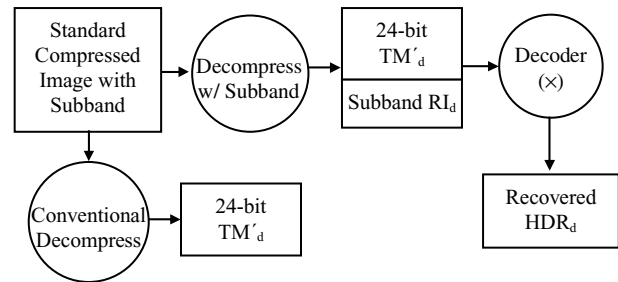 Standard
Compressed
Image with
Subband
Decompress
w/ Subband
24-bit
TM´d
Subband RId
Decoder
(×)
Conventional
Decompress
24-bit
TM´d
Recovered
HDRd